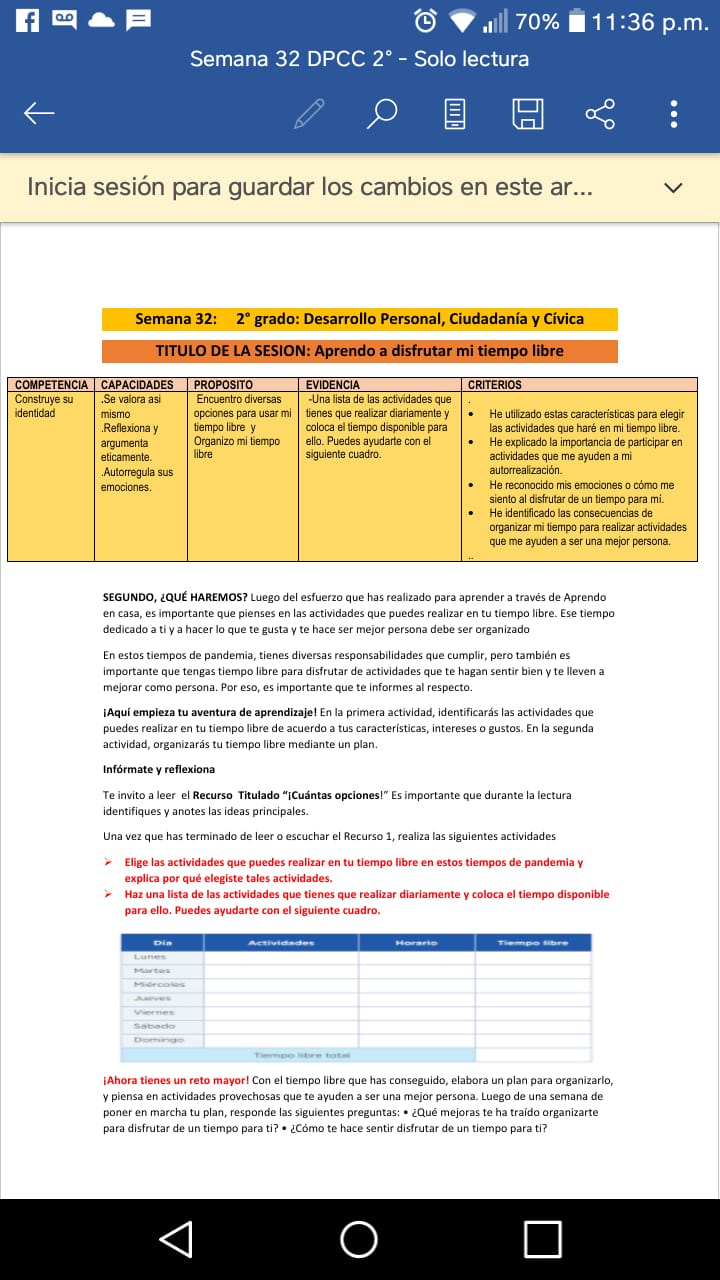 70% 11:36 p.m.
Semana 32 DPCC 2° - Solo lectura
Inicia sesión para guardar los cambios en este ar...
Semana 32: 2° grado: Desarrollo Personal, Ciudadanía y Cívica
TITULO DE LA SESION: Aprendo a disfrutar mi tiempo libre
COMPETENCIA CAPACIDADES PROPOSITO EVIDENCIA CRITERIOS
Construye su
identidad
.Se valora asi
mismo
.Reflexiona y
argumenta
eticamente.
.Autorregula sus
emociones.
Encuentro diversas
opciones para usar mi
tiempo libre y
Organizo mi tiempo
libre
-Una lista de las actividades que
tienes que realizar diariamente y
coloca el tiempo disponible para
ello. Puedes ayudarte con el
siguiente cuadro.
.
• He utilizado estas características para elegir
las actividades que haré en mi tiempo libre.
• He explicado la importancia de participar en
actividades que me ayuden a mi
autorrealización.
• He reconocido mis emociones o cómo me
siento al disfrutar de un tiempo para mí.
• He identificado las consecuencias de
organizar mi tiempo para realizar actividades
que me ayuden a ser una mejor persona.
..
SEGUNDO, ¿QUÉ HAREMOS? Luego del esfuerzo que has realizado para aprender a través de Aprendo
en casa, es importante que pienses en las actividades que puedes realizar en tu tiempo libre. Ese tiempo
dedicado a ti y a hacer lo que te gusta y te hace ser mejor persona debe ser organizado
En estos tiempos de pandemia, tienes diversas responsabilidades que cumplir, pero también es
importante que tengas tiempo libre para disfrutar de actividades que te hagan sentir bien y te lleven a
mejorar como persona. Por eso, es importante que te informes al respecto.
¡Aquí empieza tu aventura de aprendizaje! En la primera actividad, identificarás las actividades que
puedes realizar en tu tiempo libre de acuerdo a tus características, intereses o gustos. En la segunda
actividad, organizarás tu tiempo libre mediante un plan.
Infórmate y reflexiona
Te invito a leer el Recurso Titulado “¡Cuántas opciones!” Es importante que durante la lectura
identifiques y anotes las ideas principales.
Una vez que has terminado de leer o escuchar el Recurso 1, realiza las siguientes actividades
➢ Elige las actividades que puedes realizar en tu tiempo libre en estos tiempos de pandemia y
explica por qué elegiste tales actividades.
➢ Haz una lista de las actividades que tienes que realizar diariamente y coloca el tiempo disponible
para ello. Puedes ayudarte con el siguiente cuadro.
Día Actividades Horario Tiempo libre
Lunes
Martes
Miércoles
Jueves
Viernes
Sábado
Domingo
Tiempo libre total
¡Ahora tienes un reto mayor! Con el tiempo libre que has conseguido, elabora un plan para organizarlo,
y piensa en actividades provechosas que te ayuden a ser una mejor persona. Luego de una semana de
poner en marcha tu plan, responde las siguientes preguntas: • ¿Qué mejoras te ha traído organizarte
para disfrutar de un tiempo para ti? • ¿Cómo te hace sentir disfrutar de un tiempo para ti?